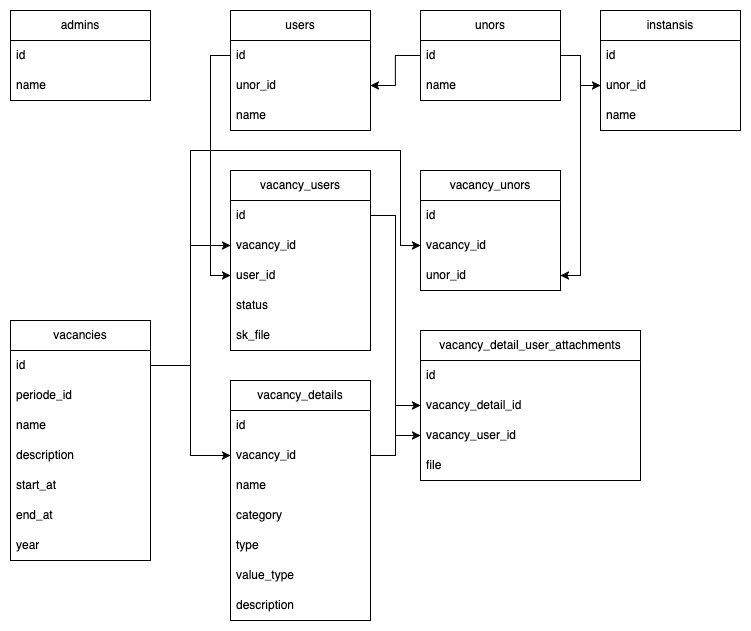 admins
id
name
users
id
unor_id
name
unors
id
name
instansis
id
unor_id
name
vacancy_users
id
vacancy_id
user_id
status
sk_file
vacancy_unors
id
vacancy_id
unor_id
vacancies
id
periode_id
name
description
start_at
end_at
year
vacancy_details
id
vacancy_id
name
category
type
value_type
description
vacancy_detail_user_attachments
id
vacancy_detail_id
vacancy_user_id
file